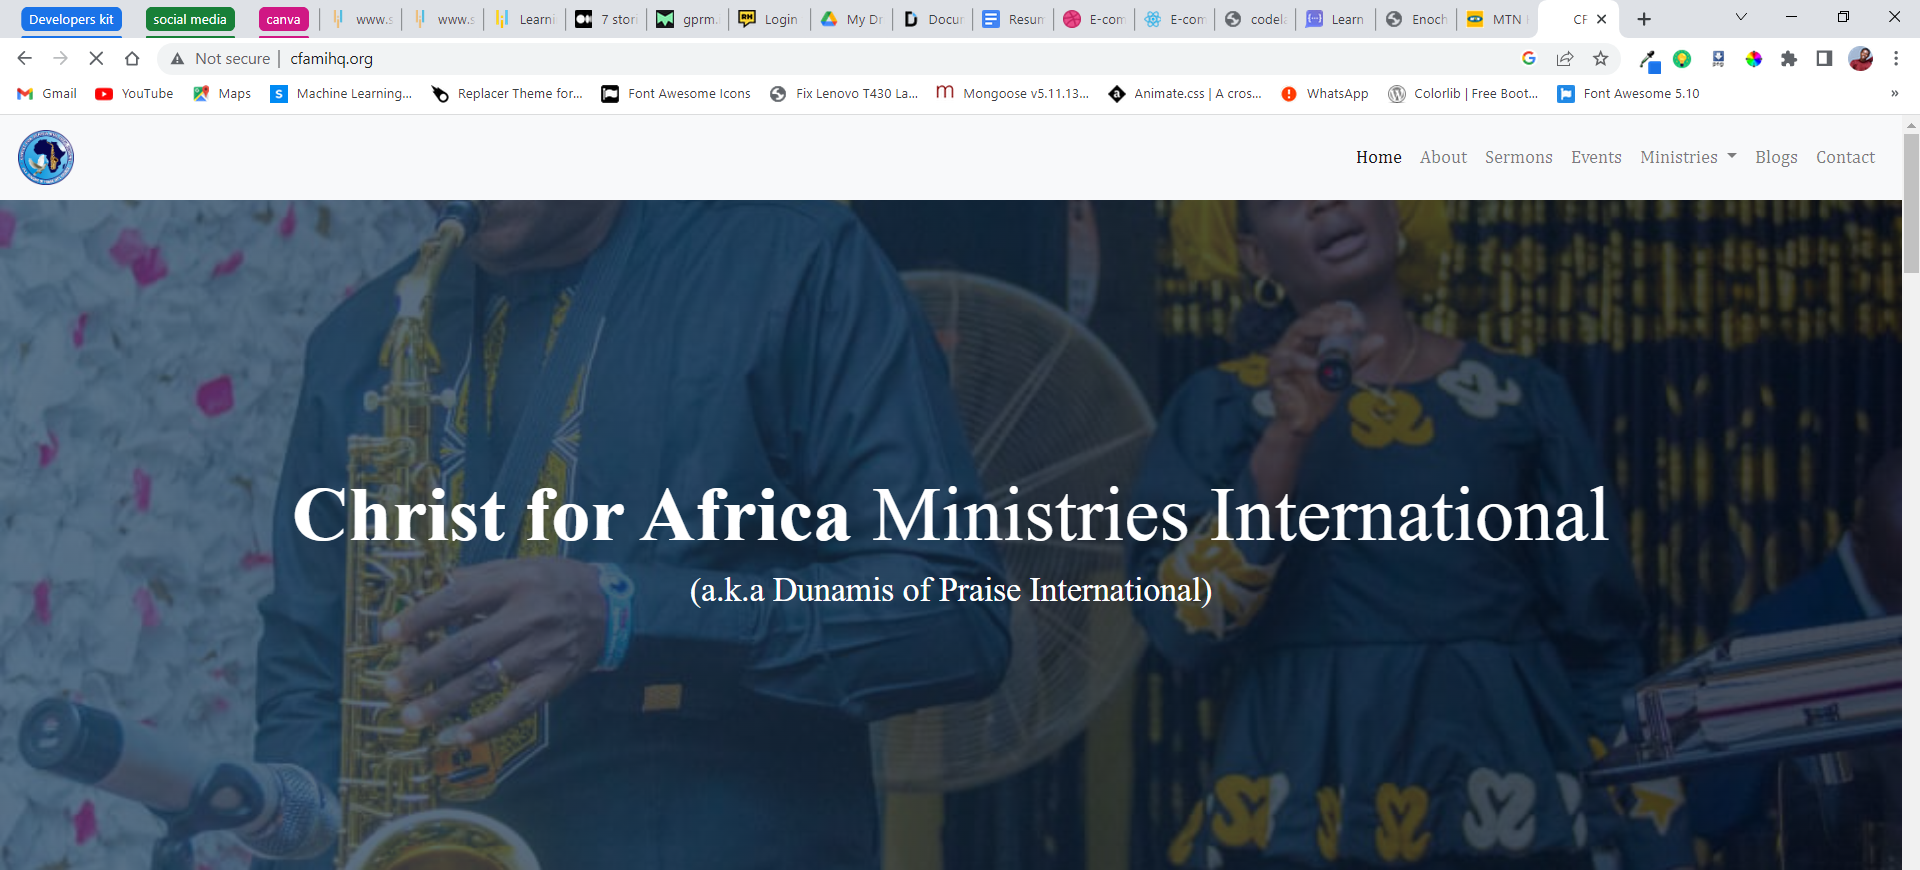 Developers kit social media canva www.s www.s Learni 7 stori gprm. Login My Dr Docur Resum E-com E-com codela Learn Enoch MTN CF
Not secure | cfamihq.org
Gmail YouTube Maps Machine Learning... Replacer Theme for... Font Awesome Icons Fix Lenovo T430 La... Mongoose v5.11.13... Animate.css | A cros... WhatsApp Colorlib | Free Boot... Font Awesome 5.10 »
Home About Sermons Events Ministries Blogs Contact
Christ for Africa Ministries International
(a.k.a Dunamis of Praise International)